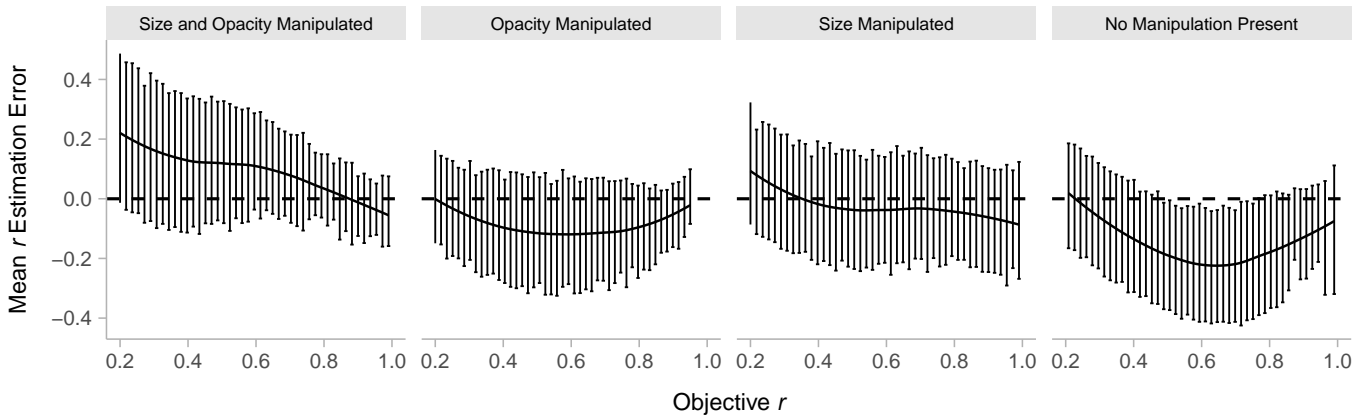 Size and Opacity Manipulated
Opacity Manipulated
Size Manipulated
No Manipulation Present
Mean r Estimation Error
0.4
0.2
0.0
−0.2
−0.4
0.2 0.4 0.6 0.8 1.0
0.2 0.4 0.6 0.8 1.0
0.2 0.4 0.6 0.8 1.0
0.2 0.4 0.6 0.8 1.0
Objective r